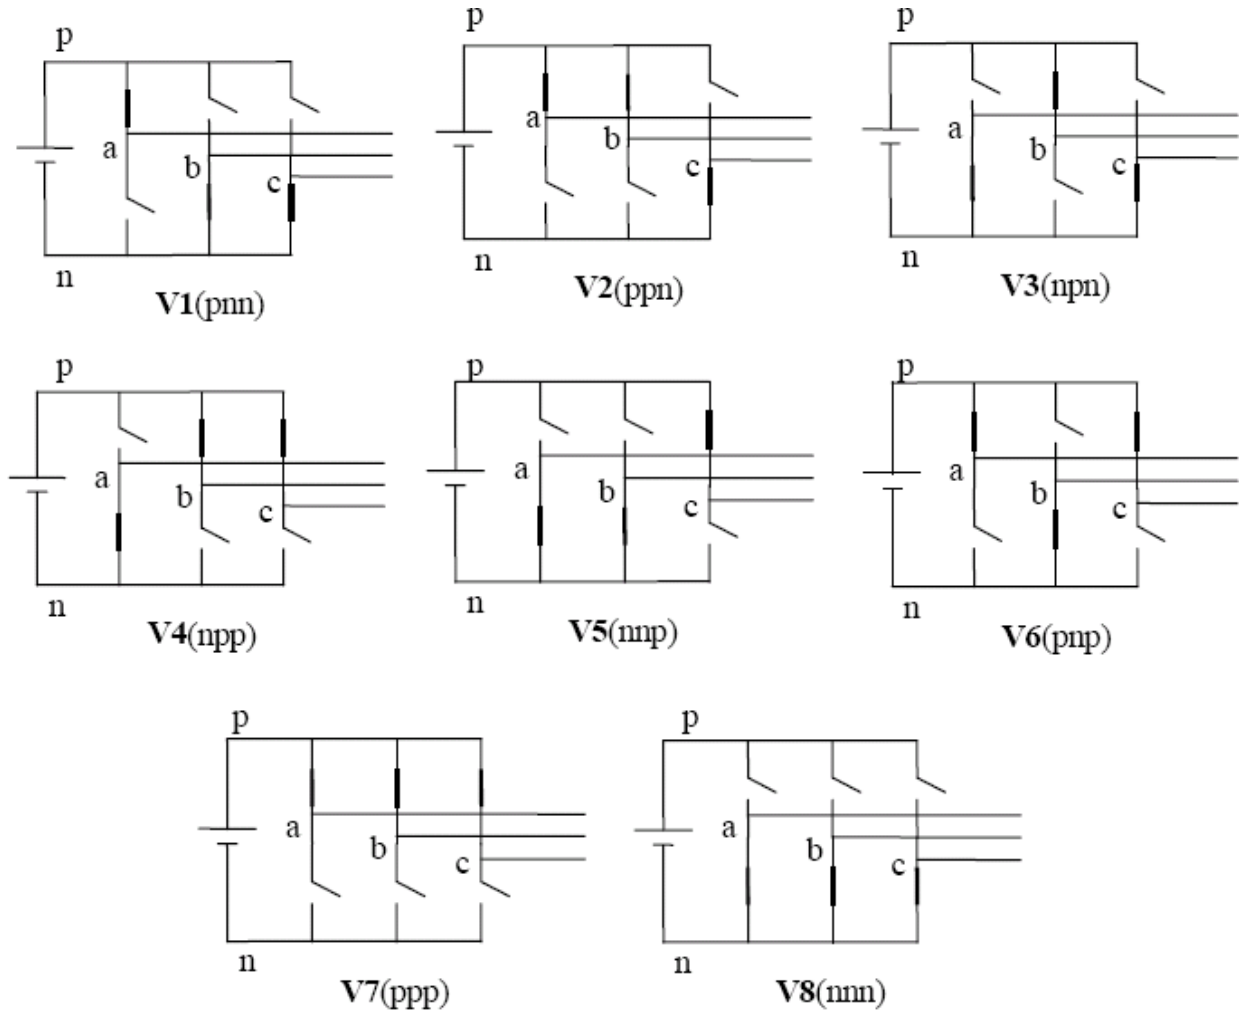 p p p
a b c a b c a b c
n n n
V1(pnn) V2(ppn) V3(npn)
p p p
a b c a b c a b c
n n n
V4(npp) V5(nnp) V6(pnp)
p p
a b c a b c
n n
V7(ppp) V8(nnn)